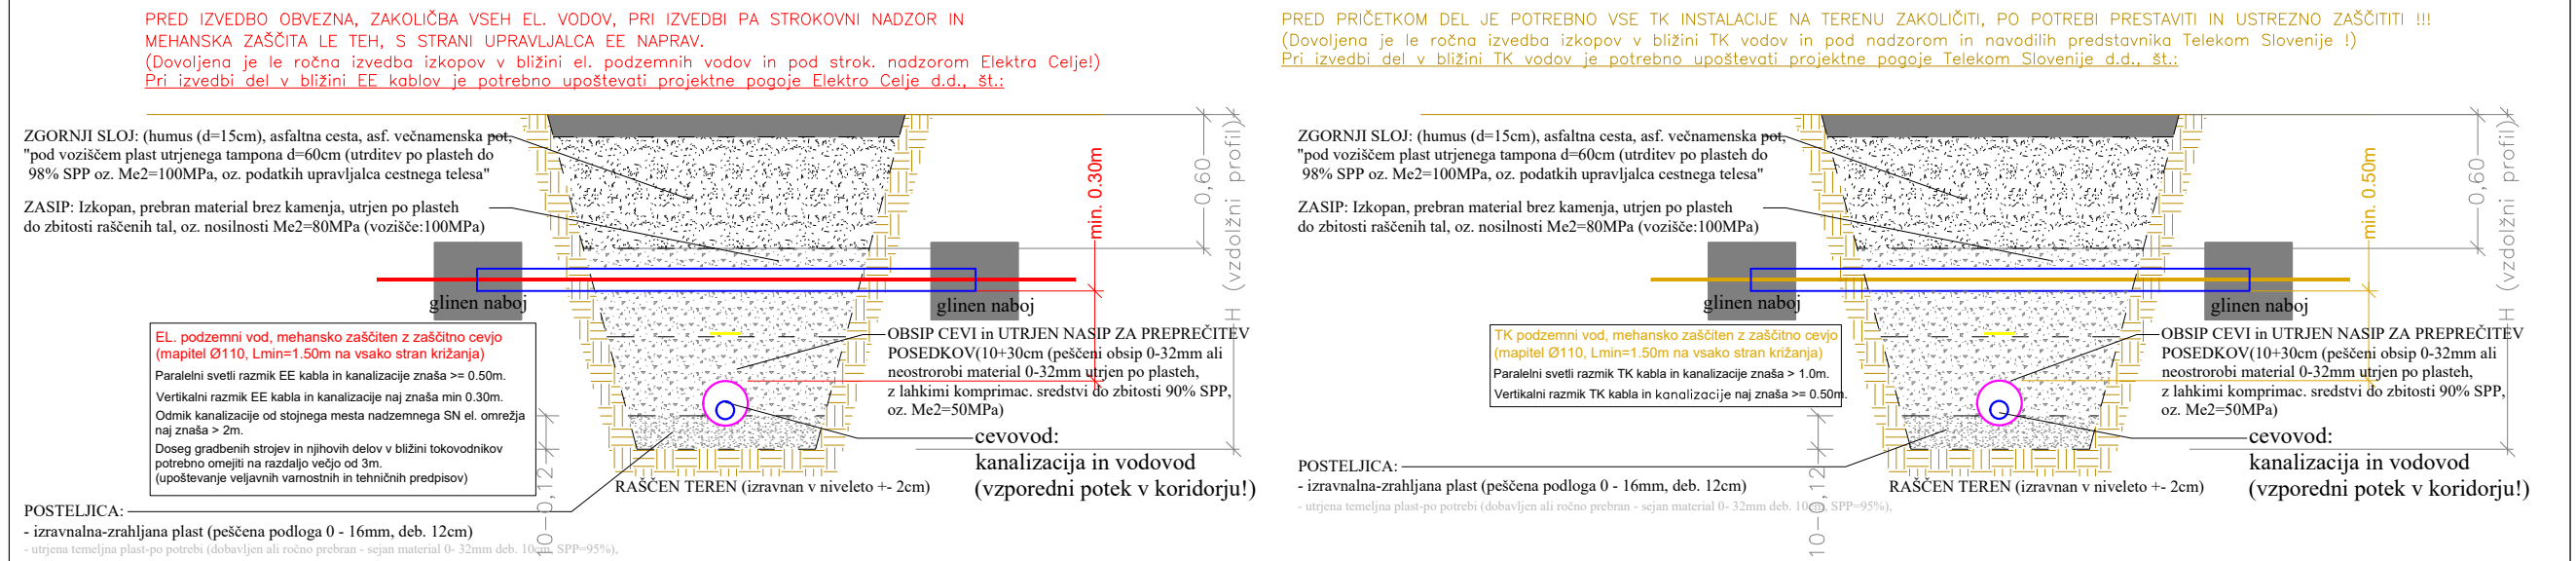 PRED IZVEDBO OBVEZNA, ZAKOLIČBA VSEH EL. VODOV, PRI IZVEDBI PA STROKOVNI NADZOR IN
MEHANSKA ZAŠČITA LE TEH, S STRANI UPRAVLJALCA EE NAPRAV.
(Dovoljena je le ročna izvedba izkopov v bližini el. podzemnih vodov in pod strok. nadzorom Elektra Celje!)
Pri izvedbi del v bližini EE kablov je potrebno upoštevati projektne pogoje Elektro Celje d.d., št.:
ZGORNJI SLOJ: (humus (d=15cm), asfaltna cesta, asf. večnamenska pot,
"pod voziščem plast utrjenega tampona d=60cm (utrditev po plasteh do
98% SPP oz. Me2=100MPa, oz. podatkih upravljalca cestnega telesa"
ZASIP: Izkopan, prebran material brez kamenja, utrjen po plasteh
do zbitosti raščenih tal, oz. nosilnosti Me2=80MPa (vozišče:100MPa)
min. 0.30m
0,60
H (vzdolžni profil)
glinen naboj
glinen naboj
EL. podzemni vod, mehansko zaščiten z zaščitno cevjo
(mapitel Ø110, Lmin=1.50m na vsako stran križanja)
Paralelni svetli razmik EE kabla in kanalizacije znaša >= 0.50m.
Vertikalni razmik EE kabla in kanalizacije naj znaša min 0.30m.
Odmik kanalizacije od stojnega mesta nadzemnega SN el. omrežja
naj znaša > 2m.
Doseg gradbenih strojev in njihovih delov v bližini tokovodnikov
potrebno omejiti na razdaljo večjo od 3m.
(upoštevanje veljavnih varnostnih in tehničnih predpisov)
OBSIP CEVI in UTRJEN NASIP ZA PREPREČITEV
POSEDKOV(10+30cm (peščeni obsip 0-32mm ali
neostrorobi material 0-32mm utrjen po plasteh,
z lahkimi komprimac. sredstvi do zbitosti 90% SPP,
oz. Me2=50MPa)
cevovod:
kanalizacija in vodovod
(vzporedni potek v koridorju!)
RAŠČEN TEREN (izravnan v niveleto +- 2cm)
10
0,12
POSTELJICA:
- izravnalna-zrahljana plast (peščena podloga 0 - 16mm, deb. 12cm)
- utrjena temeljna plast-po potrebi (dobavljen ali ročno prebran - sejan material 0- 32mm deb. 10cm, SPP=95%),
PRED PRIČETKOM DEL JE POTREBNO VSE TK INSTALACIJE NA TERENU ZAKOLIČITI, PO POTREBI PRESTAVITI IN USTREZNO ZAŠČITITI !!!
(Dovoljena je le ročna izvedba izkopov v bližini TK vodov in pod nadzorom in navodilih predstavnika Telekom Slovenije !)
Pri izvedbi del v bližini TK vodov je potrebno upoštevati projektne pogoje Telekom Slovenije d.d., št.:
ZGORNJI SLOJ: (humus (d=15cm), asfaltna cesta, asf. večnamenska pot,
"pod voziščem plast utrjenega tampona d=60cm (utrditev po plasteh do
98% SPP oz. Me2=100MPa, oz. podatkih upravljalca cestnega telesa"
ZASIP: Izkopan, prebran material brez kamenja, utrjen po plasteh
do zbitosti raščenih tal, oz. nosilnosti Me2=80MPa (vozišče:100MPa)
min. 0.50m
0,60
H (vzdolžni profil)
glinen naboj
glinen naboj
TK podzemni vod, mehansko zaščiten z zaščitno cevjo
(mapitel Ø110, Lmin=1.50m na vsako stran križanja)
Paralelni svetli razmik TK kabla in kanalizacije znaša > 1.0m.
Vertikalni razmik TK kabla in kanalizacije naj znaša >= 0.50m.
OBSIP CEVI in UTRJEN NASIP ZA PREPREČITEV
POSEDKOV(10+30cm (peščeni obsip 0-32mm ali
neostrorobi material 0-32mm utrjen po plasteh,
z lahkimi komprimac. sredstvi do zbitosti 90% SPP,
oz. Me2=50MPa)
cevovod:
kanalizacija in vodovod
(vzporedni potek v koridorju!)
RAŠČEN TEREN (izravnan v niveleto +- 2cm)
10
0,12
POSTELJICA:
- izravnalna-zrahljana plast (peščena podloga 0 - 16mm, deb. 12cm)
- utrjena temeljna plast-po potrebi (dobavljen ali ročno prebran - sejan material 0- 32mm deb. 10cm, SPP=95%),